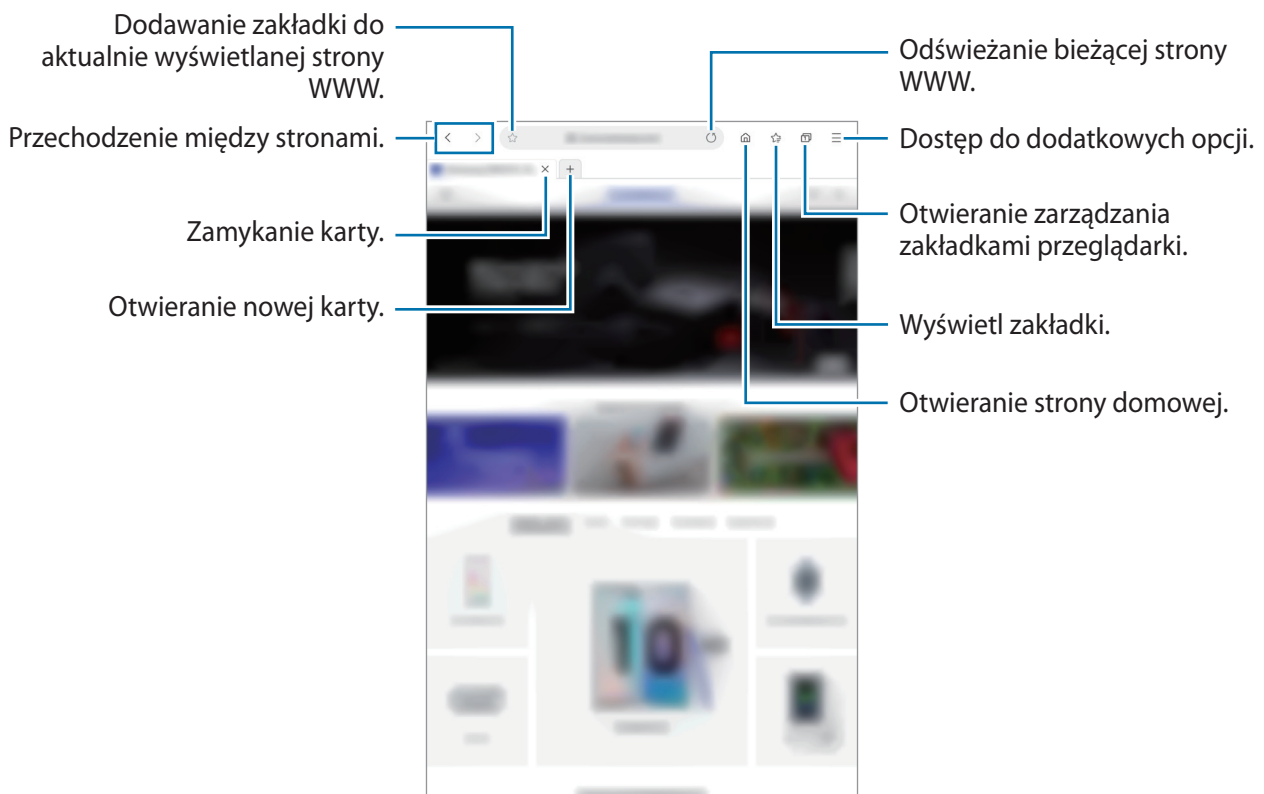 Dodawanie zakładki do
aktualnie wyświetlanej strony
WWW.
Przechodzenie między stronami.
Zamykanie karty.
Otwieranie nowej karty.
Odświeżanie bieżącej strony
WWW.
Dostęp do dodatkowych opcji.
Otwieranie zarządzania
zakładkami przeglądarki.
Wyświetl zakładki.
Otwieranie strony domowej.